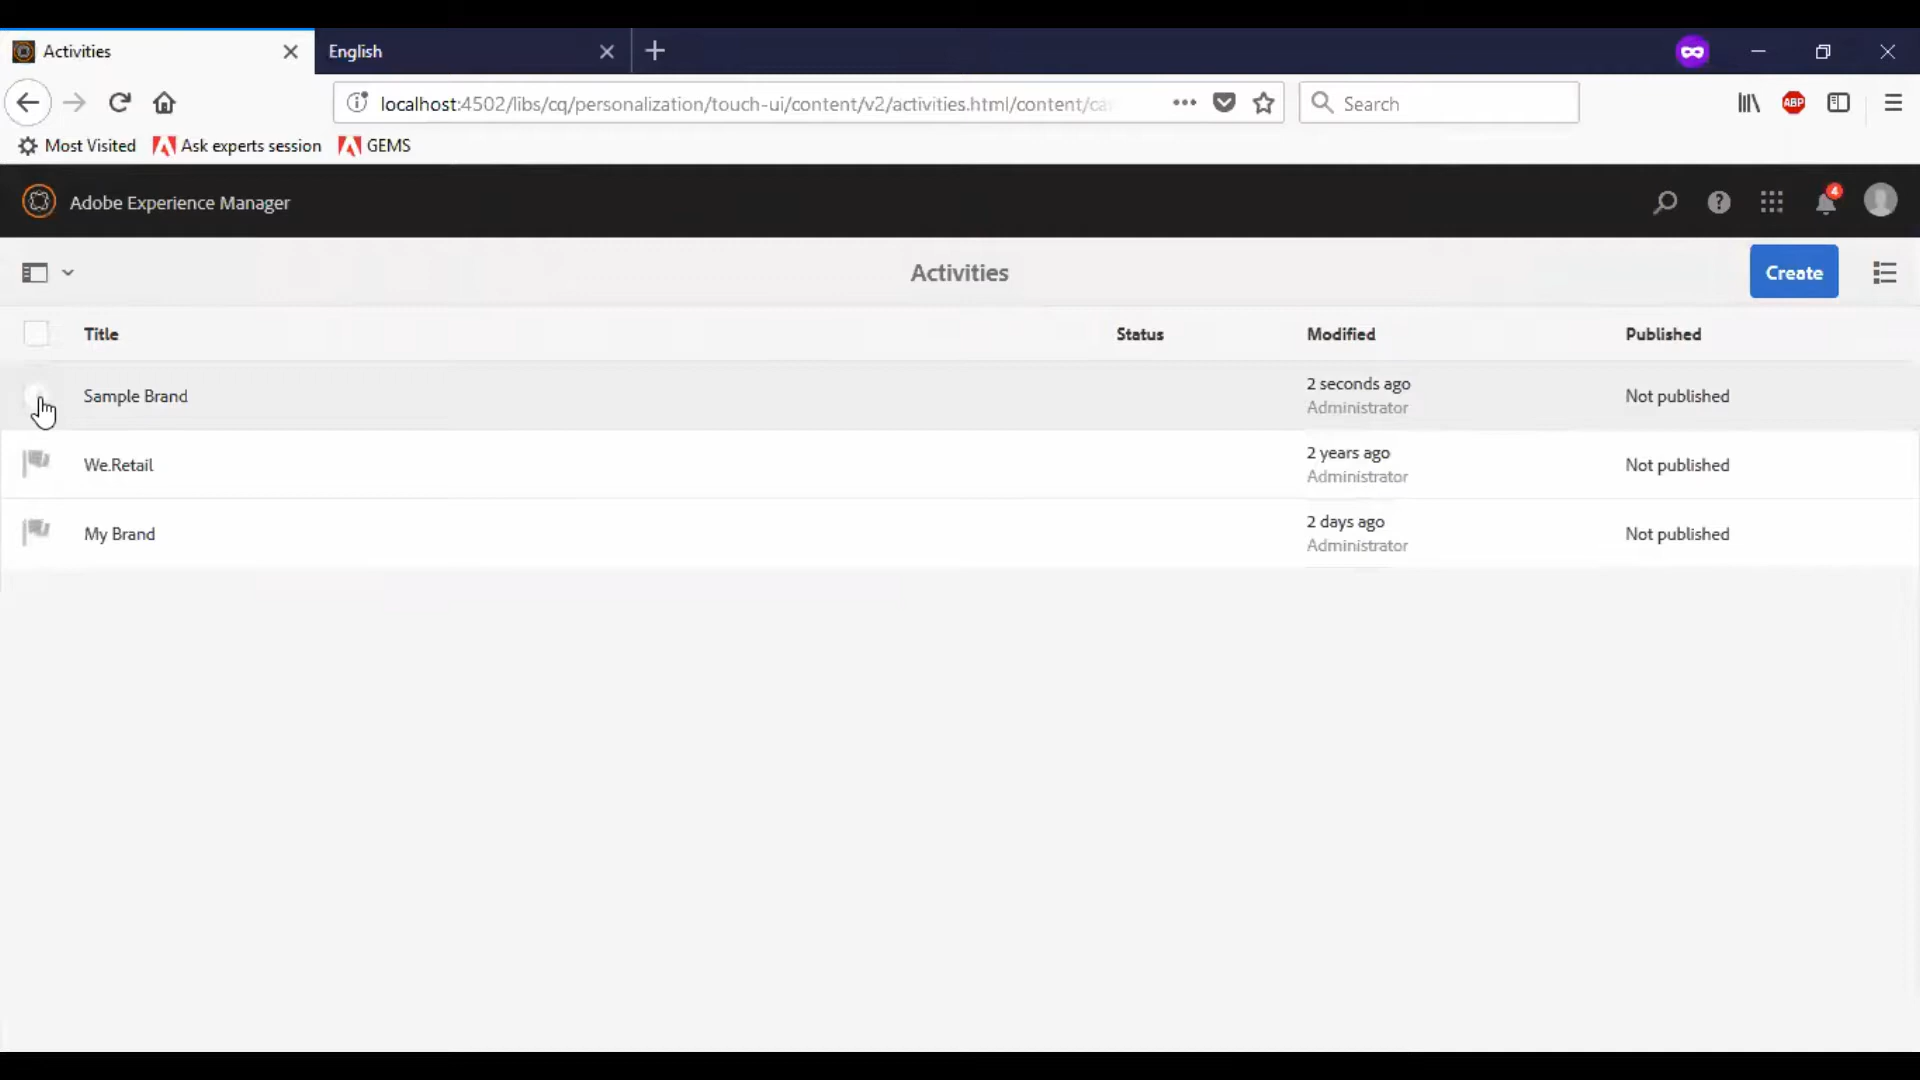 Activities
English
localhost:4502/libs/cq/personalization/touch-ui/content/v2/activities.html/content/ca
Search
ABP
Most Visited
Ask experts session
GEMS
Adobe Experience Manager
4
Activities
Create
Title Status Modified Published
Sample Brand
2 seconds ago
Administrator
Not published
We.Retail
2 years ago
Administrator
Not published
My Brand
2 days ago
Administrator
Not published